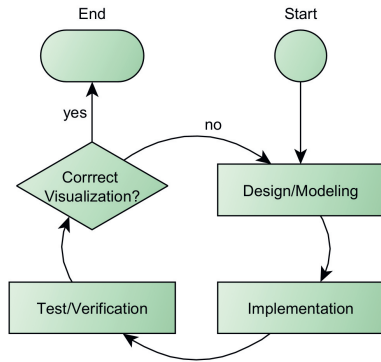 End
Start
yes
no
Corrrect
Visualization?
Design/Modeling
Test/Verification
Implementation